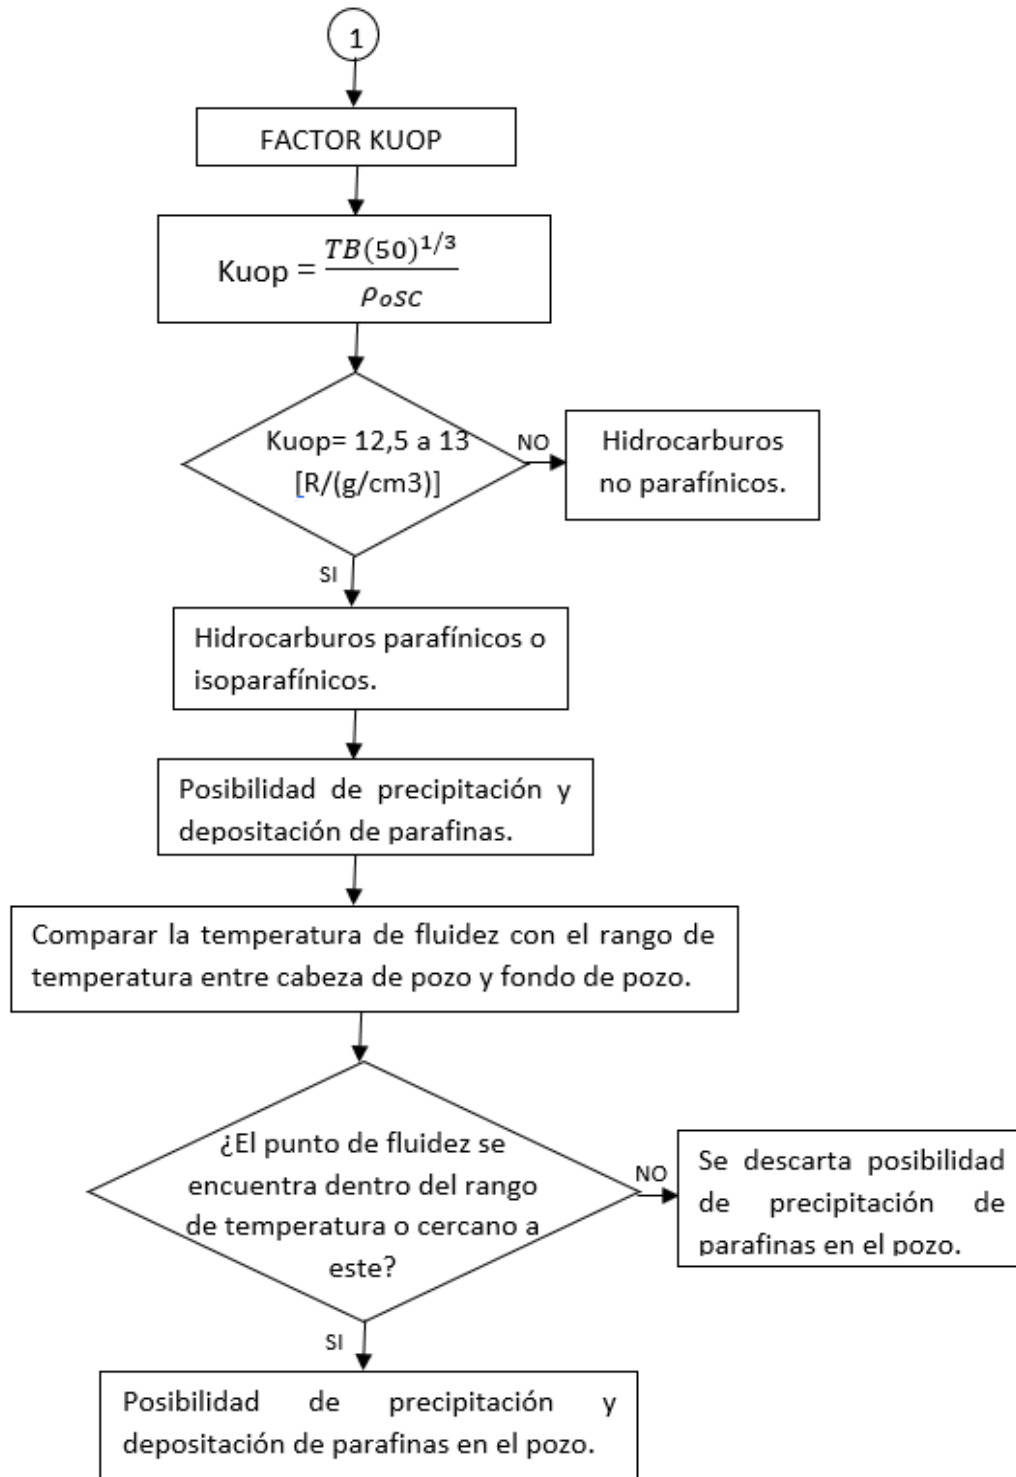 1
FACTOR KUOP
Kuop = TB(50)^1/3 / ρₒsc
Kuop= 12,5 a 13
[R/(g/cm3)]
NO
Hidrocarburos
no parafínicos.
SI
Hidrocarburos parafínicos o
isoparafínicos.
Posibilidad de precipitación y
depositación de parafinas.
Comparar la temperatura de fluidez con el rango de
temperatura entre cabeza de pozo y fondo de pozo.
¿El punto de fluidez se
encuentra dentro del rango
de temperatura o cercano a
este?
NO
Se descarta posibilidad
de precipitación de
parafinas en el pozo.
SI
Posibilidad de precipitación y
depositación de parafinas en el pozo.